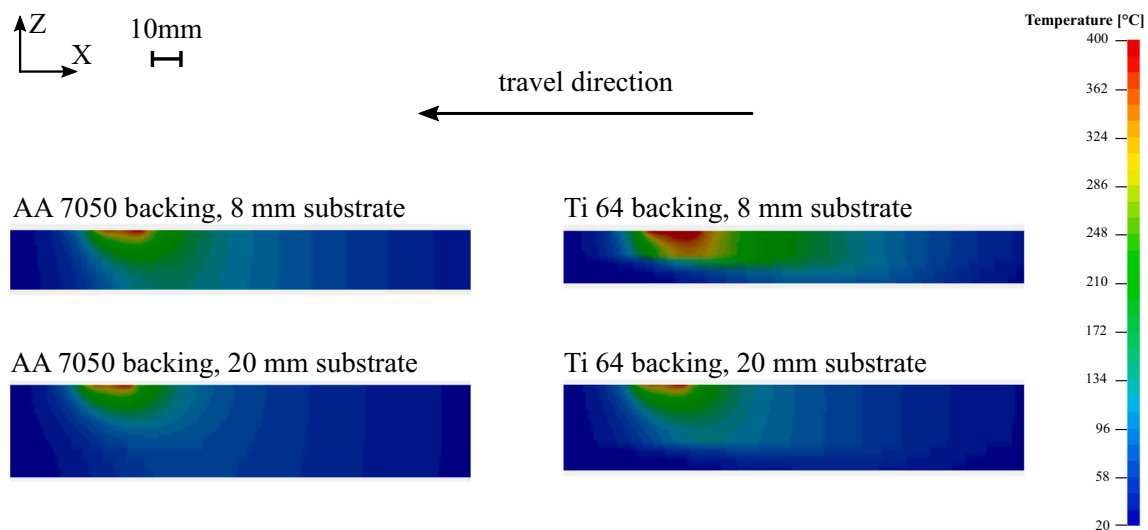 Z
X
10mm
travel direction
Temperature [°C]
400
362
324
286
248
210
172
134
96
58
20
AA 7050 backing, 8 mm substrate
Ti 64 backing, 8 mm substrate
AA 7050 backing, 20 mm substrate
Ti 64 backing, 20 mm substrate